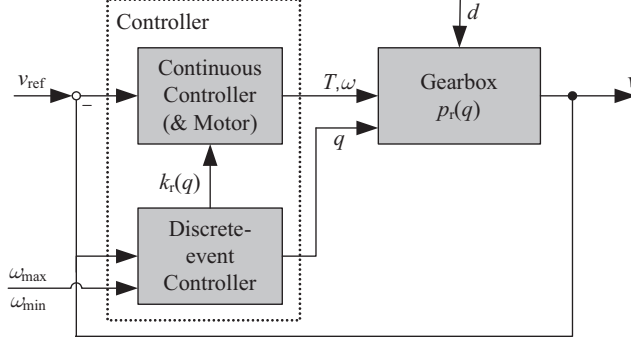 Controller
d
v_ref
−
Continuous
Controller
(& Motor)
T,ω
Gearbox
p_r(q)
v
q
k_r(q)
Discrete-
event
Controller
ω_max
ω_min